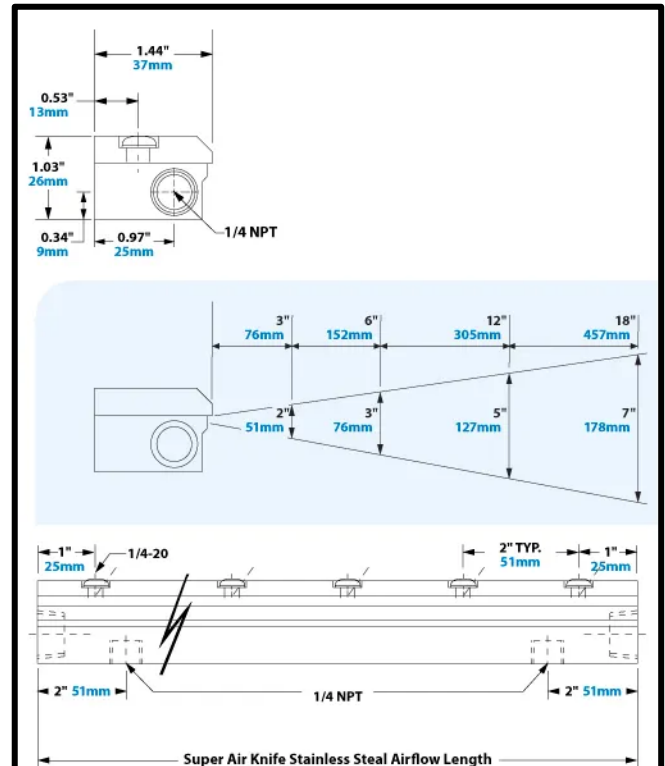 1.44"
37mm
0.53"
13mm
1.03"
26mm
0.34"
9mm
0.97"
25mm
1/4 NPT
3" 6" 12" 18"
76mm 152mm 305mm 457mm
2" 3" 5" 7"
51mm 76mm 127mm 178mm
1" 1/4-20 2" TYP. 1"
25mm 51mm 25mm
2" 51mm 1/4 NPT 2" 51mm
Super Air Knife Stainless Steal Airflow Length